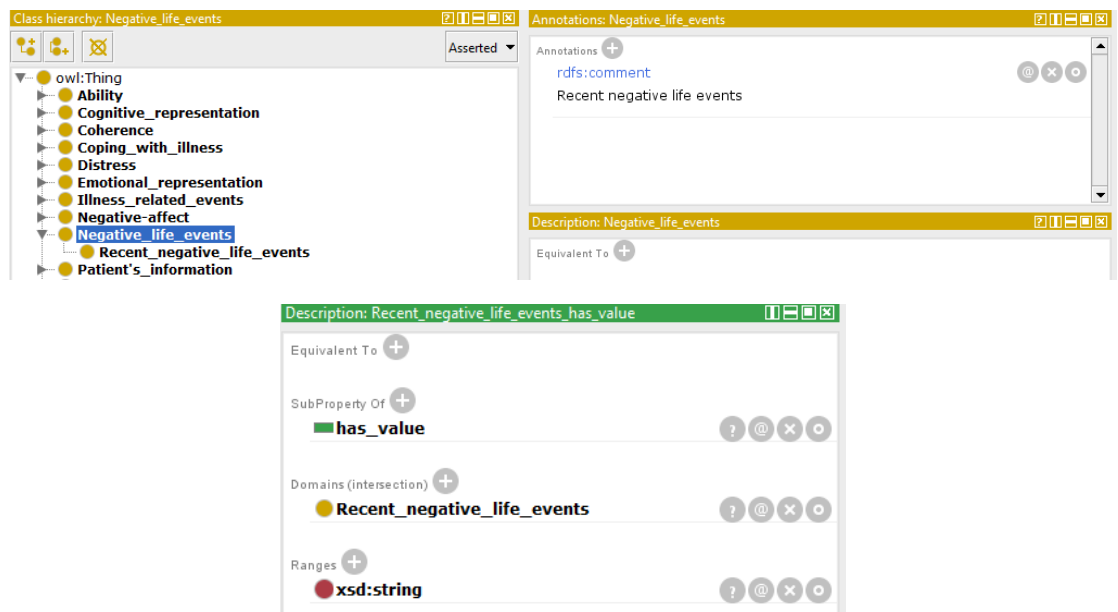 Class hierarchy: Negative_life_events
Asserted
owl:Thing
Ability
Cognitive_representation
Coherence
Coping_with_illness
Distress
Emotional_representation
Illness_related_events
Negative-affect
Negative_life_events
Recent_negative_life_events
Patient's_information
Annotations: Negative_life_events
Annotations
rdfs:comment
Recent negative life events
Description: Negative_life_events
Equivalent To
Description: Recent_negative_life_events_has_value
Equivalent To
SubProperty Of
has_value
Domains (intersection)
Recent_negative_life_events
Ranges
xsd:string